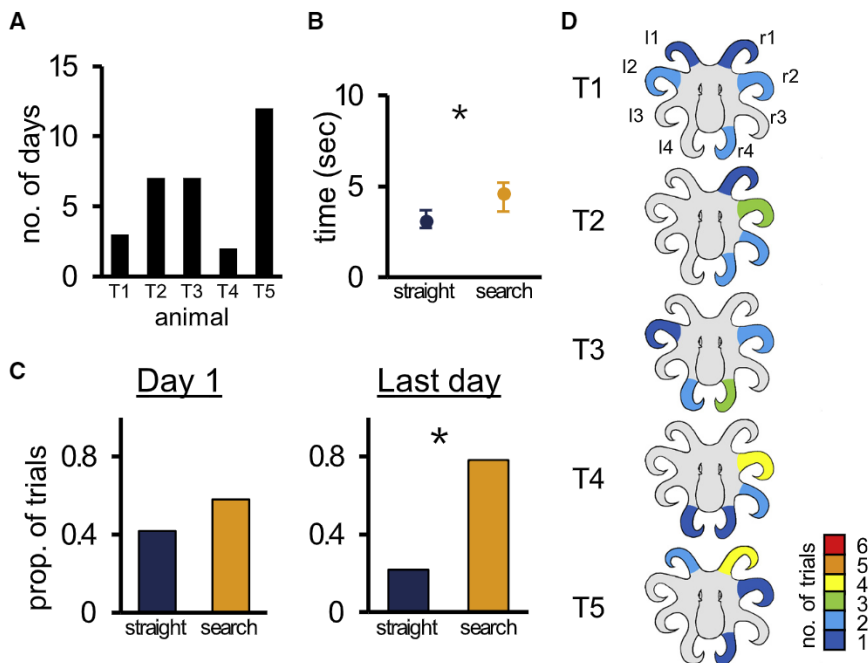 A
15
10
5
0
no. of days
T1 T2 T3 T4 T5
animal
B
10
5
0
time (sec)
*
straight search
C
Day 1
0.8
0.4
0
prop. of trials
straight search
Last day
*
0.8
0.4
0
straight search
D
T1
l1 r1
l2 r2
l3 r3
l4 r4
T2
T3
T4
T5
no. of trials
6
5
4
3
2
1